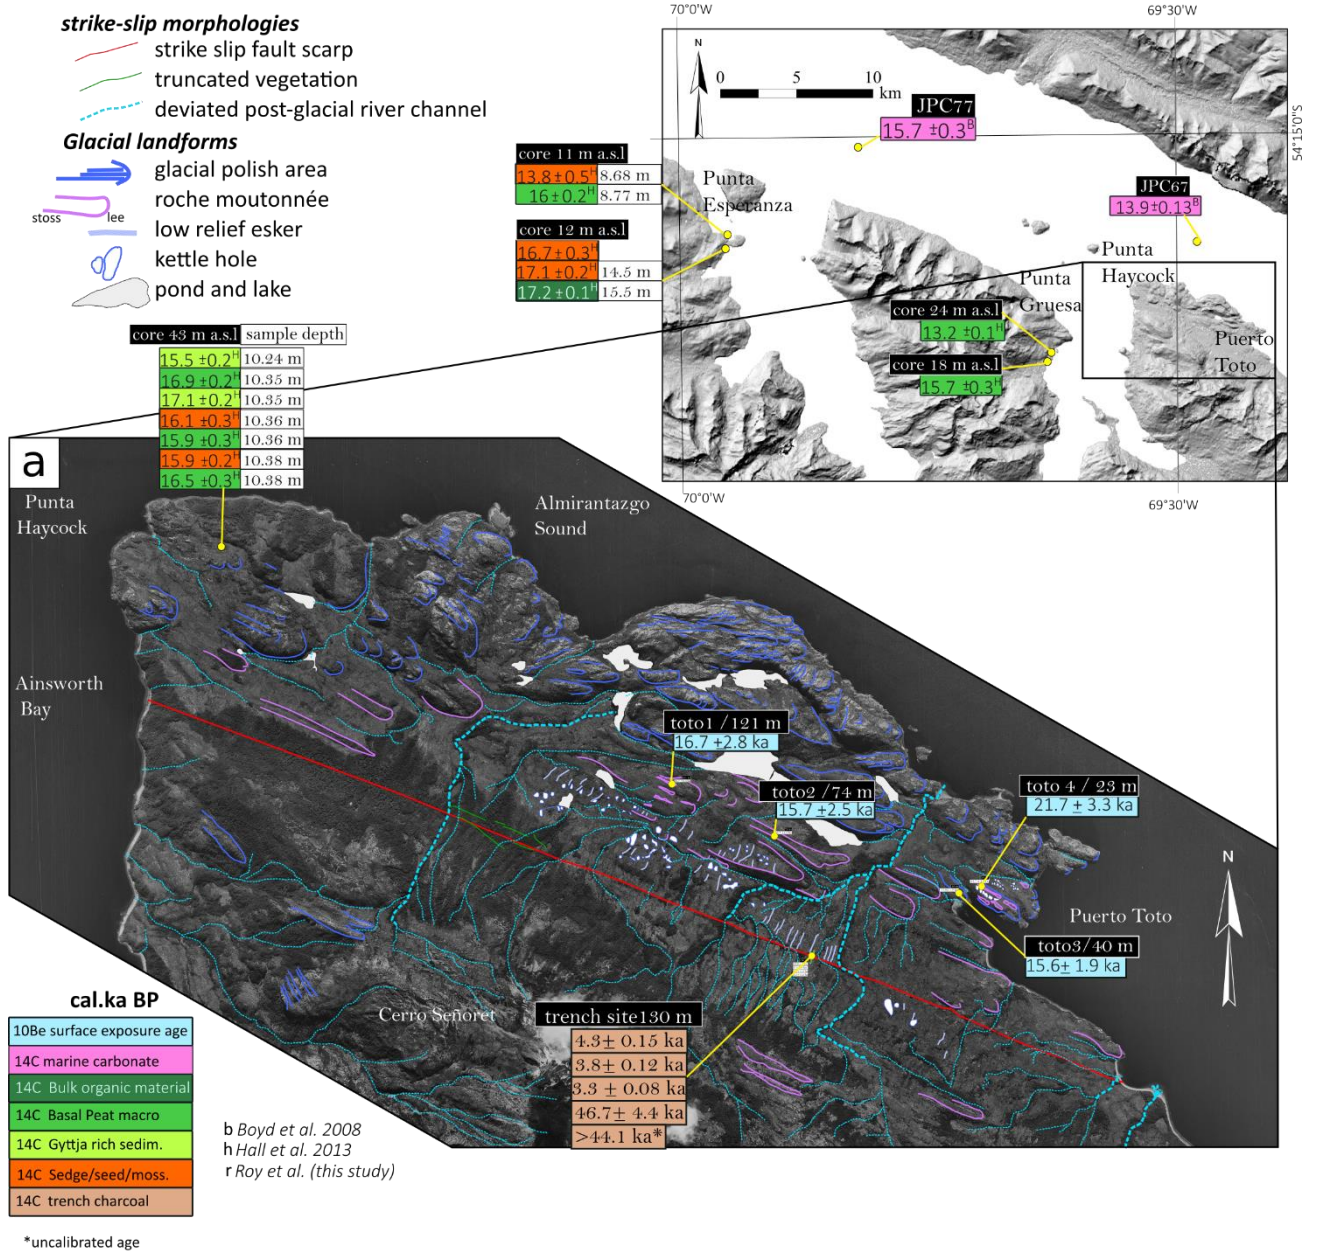 strike-slip morphologies
strike slip fault scarp
truncated vegetation
deviated post-glacial river channel
Glacial landforms
glacial polish area
roche moutonnée
stoss
lee
low relief esker
kettle hole
pond and lake
70°0'W
69°30'W
N
0 5 10
km
54°15'0"S
JPC77
15.7 ±0.3B
JPC67
13.9±0.13B
core 11 m a.s.l
13.8±0.5H 8.68 m
16±0.2H 8.77 m
Punta
Esperanza
core 12 m a.s.l
16.7±0.3H
17.1±0.2H 14.5 m
17.2±0.1H 15.5 m
Punta
Haycock
Punta
Gruesa
core 24 m a.s.l
13.2 ±0.1H
core 18 m a.s.l
15.7 ±0.3H
Puerto
Toto
70°0'W
69°30'W
core 43 m a.s.l sample depth
15.5 ±0.2H 10.24 m
16.9 ±0.2H 10.35 m
17.1 ±0.2H 10.35 m
16.1 ±0.3H 10.36 m
15.9 ±0.3H 10.36 m
15.9 ±0.2H 10.38 m
16.5 ±0.3H 10.38 m
a
Punta
Haycock
Almirantazgo
Sound
Ainsworth
Bay
toto1 /121 m
16.7 +2.8 ka
toto2 /74 m
15.7 ±2.5 ka
toto 4 / 23 m
21.7 ± 3.3 ka
N
Puerto Toto
toto3/40 m
15.6± 1.9 ka
Cerro Señoret
trench site130 m
4.3± 0.15 ka
3.8± 0.12 ka
3.3 ± 0.08 ka
46.7± 4.4 ka
>44.1 ka*
cal.ka BP
10Be surface exposure age
14C marine carbonate
14C Bulk organic material
14C Basal Peat macro
14C Gyttja rich sedim.
14C Sedge/seed/moss.
14C trench charcoal
b Boyd et al. 2008
h Hall et al. 2013
r Roy et al. (this study)
*uncalibrated age